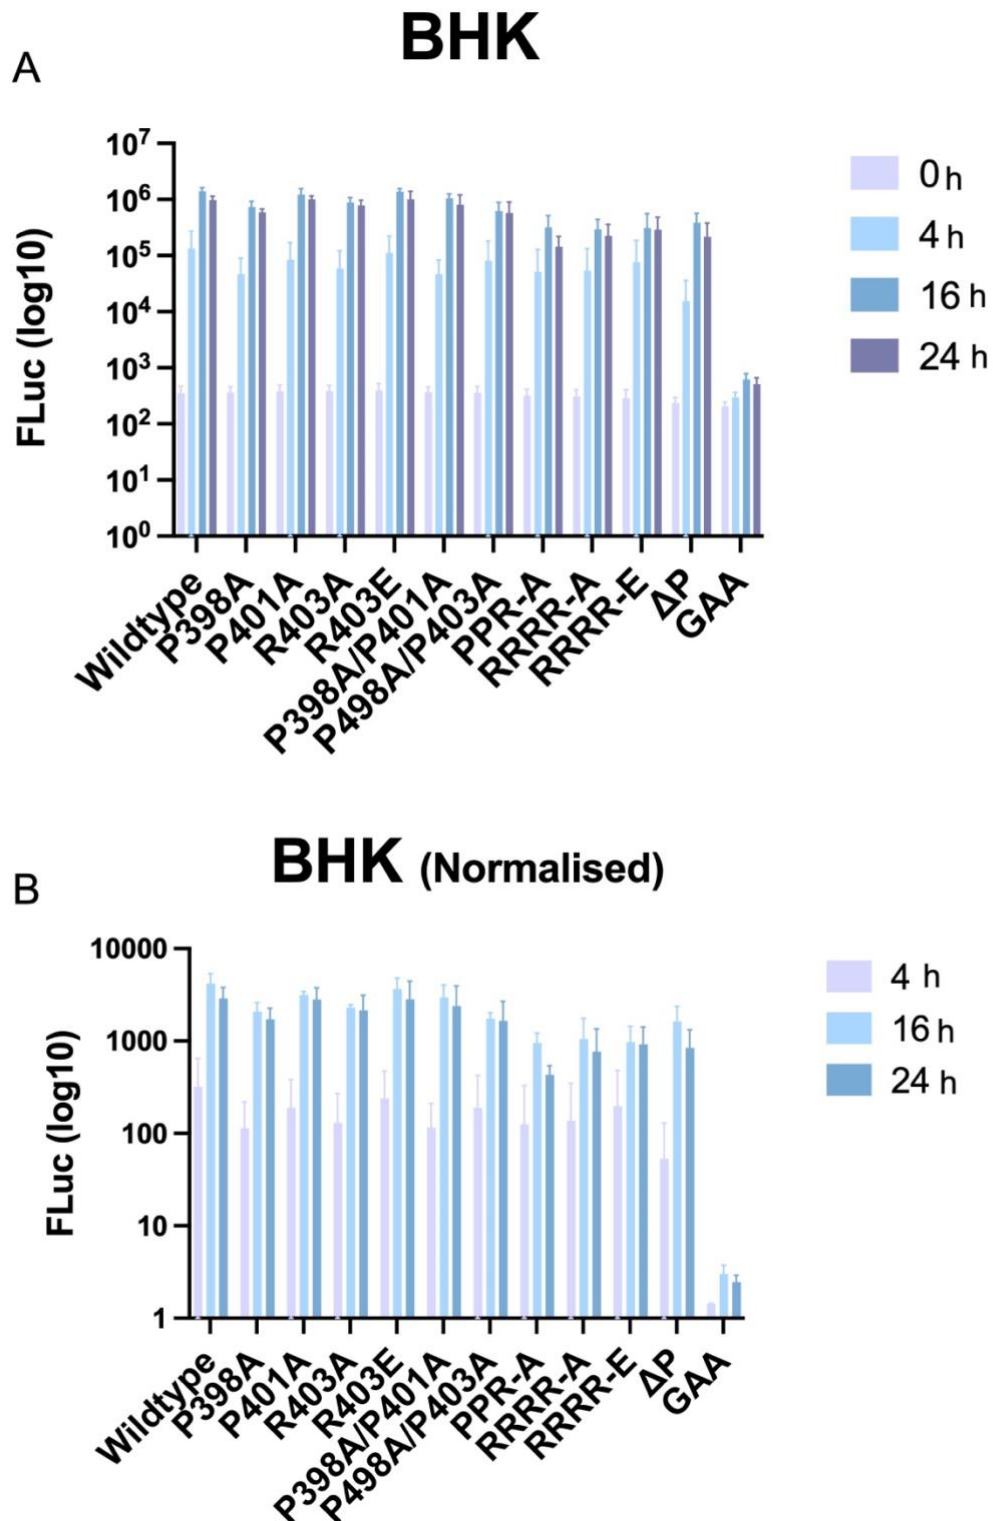 BHK
A
10⁷
10⁶
10⁵
10⁴
10³
10²
10¹
10⁰
FLuc (log10)
0 h
4 h
16 h
24 h
Wildtype
P398A
P401A
R403A
R403E
P398A/P401A
P498A/P403A
PPR-A
RRRR-A
RRRR-E
ΔP
GAA
BHK (Normalised)
B
10000
1000
100
10
1
FLuc (log10)
4 h
16 h
24 h
Wildtype
P398A
P401A
R403A
R403E
P398A/P401A
P498A/P403A
PPR-A
RRRR-A
RRRR-E
ΔP
GAA